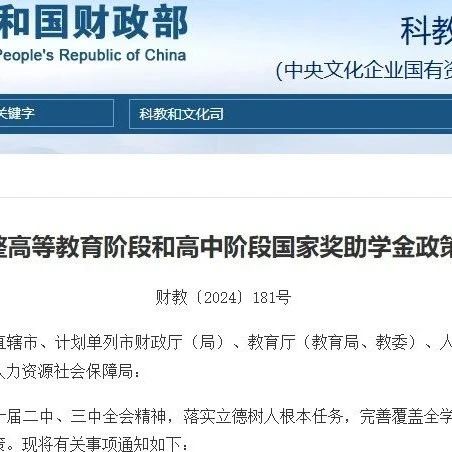 和国财政部
People's Republic of China
科教
(中央文化企业国有资
关键字
科教和文化司
整高等教育阶段和高中阶段国家奖助学金政策
财教〔2024〕181号
直辖市、计划单列市财政厅（局）、教育厅（教育局、教委）、人
人力资源社会保障局：
十届二中、三中全会精神，落实立德树人根本任务，完善覆盖全学
策。现将有关事项通知如下：